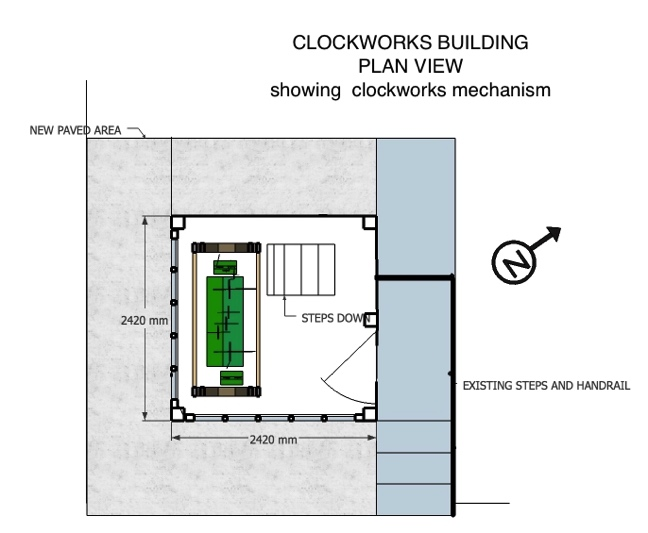 CLOCKWORKS BUILDING
PLAN VIEW
showing clockworks mechanism
NEW PAVED AREA
N
2420 mm
STEPS DOWN
EXISTING STEPS AND HANDRAIL
2420 mm